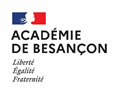 ACADÉMIE
DE BESANÇON
Liberté
Égalité
Fraternité